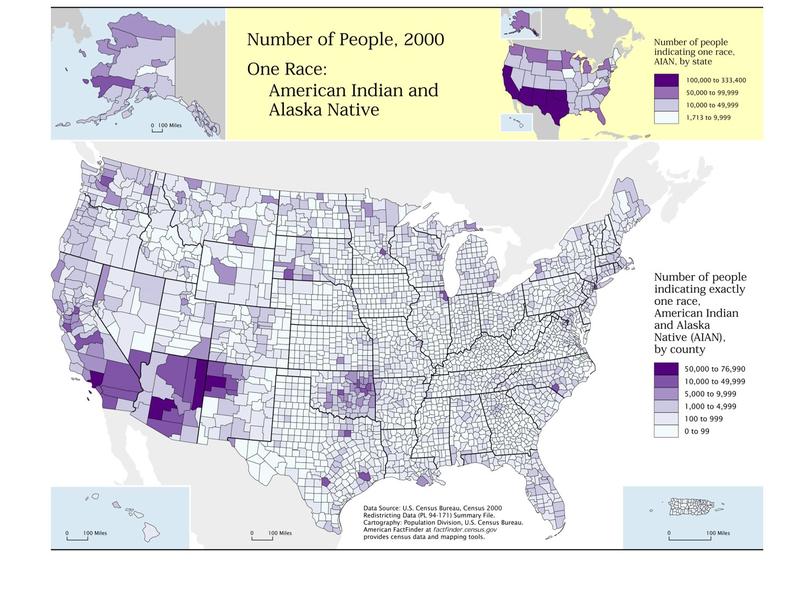 Number of People, 2000
One Race:
American Indian and
Alaska Native
0 100 Miles
Number of people
indicating one race,
AIAN, by state
100,000 to 333,400
50,000 to 99,999
10,000 to 49,999
1,713 to 9,999
Number of people
indicating exactly
one race,
American Indian
and Alaska
Native (AIAN),
by county
50,000 to 76,990
10,000 to 49,999
5,000 to 9,999
1,000 to 4,999
100 to 999
0 to 99
0 100 Miles
0 100 Miles
Data Source: U.S. Census Bureau, Census 2000
Redistricting Data (PL 94-171) Summary File.
Cartography: Population Division, U.S. Census Bureau.
American FactFinder at factfinder.census.gov
provides census data and mapping tools.
0 100 Miles